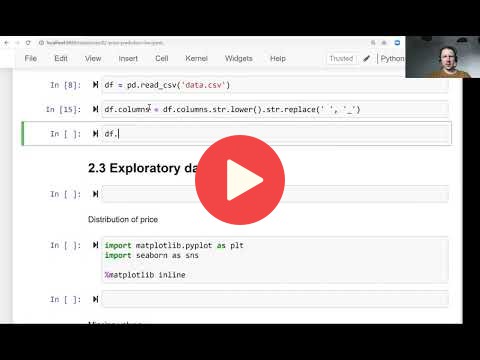 File Edit View Insert Cell Kernel Widgets Help Trusted
In [8]: df = pd.read_csv('data.csv')
In [15]: df.columns = df.columns.str.lower().str.replace(' ', '_')
In [ ]: df.
2.3 Exploratory da
In [ ]:
Distribution of price
In [ ]: import matplotlib.pyplot as plt
import seaborn as sns
%matplotlib inline
In [ ]: